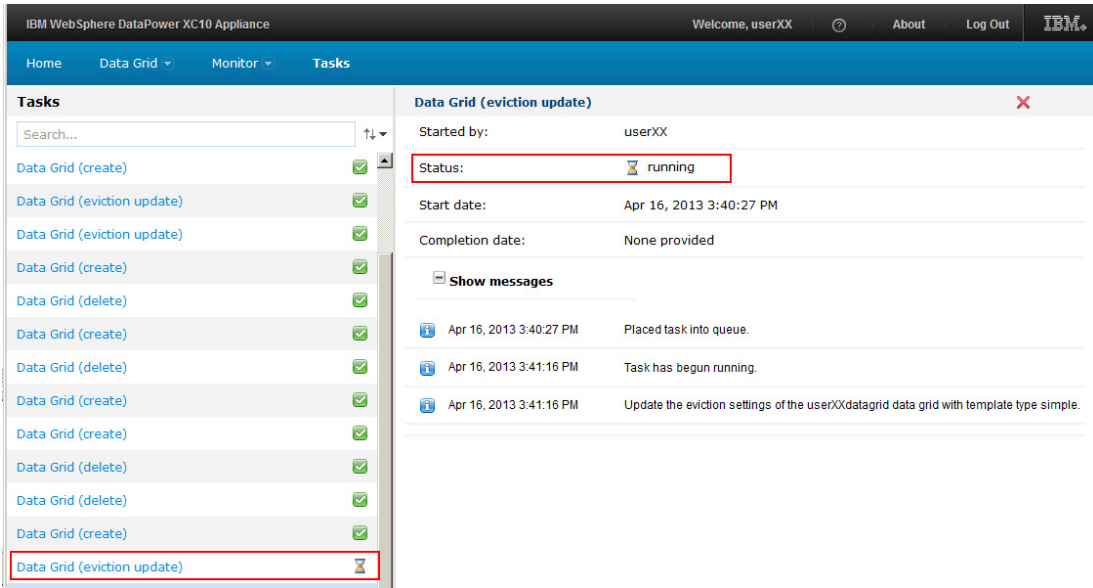 IBM WebSphere DataPower XC10 Appliance
Welcome, userXX
About
Log Out
IBM
Home
Data Grid
Monitor
Tasks
Tasks
Search...
Data Grid (create)
Data Grid (eviction update)
Data Grid (eviction update)
Data Grid (create)
Data Grid (delete)
Data Grid (create)
Data Grid (delete)
Data Grid (create)
Data Grid (create)
Data Grid (delete)
Data Grid (delete)
Data Grid (create)
Data Grid (eviction update)
Data Grid (eviction update)
Started by: userXX
Status: running
Start date: Apr 16, 2013 3:40:27 PM
Completion date: None provided
Show messages
Apr 16, 2013 3:40:27 PM Placed task into queue.
Apr 16, 2013 3:41:16 PM Task has begun running.
Apr 16, 2013 3:41:16 PM Update the eviction settings of the userXXdatagrid data grid with template type simple.